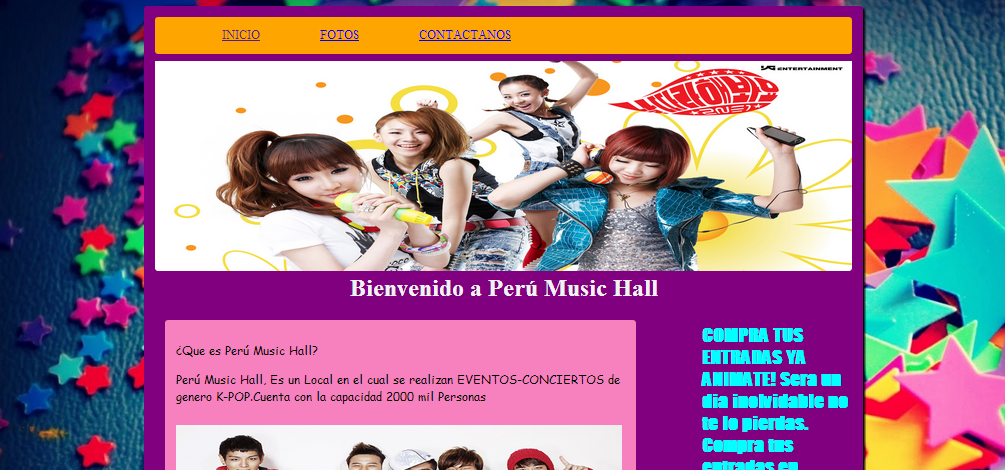 INICIO FOTOS CONTACTANOS
YG ENTERTAINMENT
2NE1
Bienvenido a Perú Music Hall
¿Que es Perú Music Hall?
Perú Music Hall, Es un Local en el cual se realizan EVENTOS-CONCIERTOS de
genero K-POP.Cuenta con la capacidad 2000 mil Personas
COMPRA TUS
ENTRADAS YA
ANIMATE! Sera un
dia inolvidable no
te lo pierdas.
Compra tus
entradas en